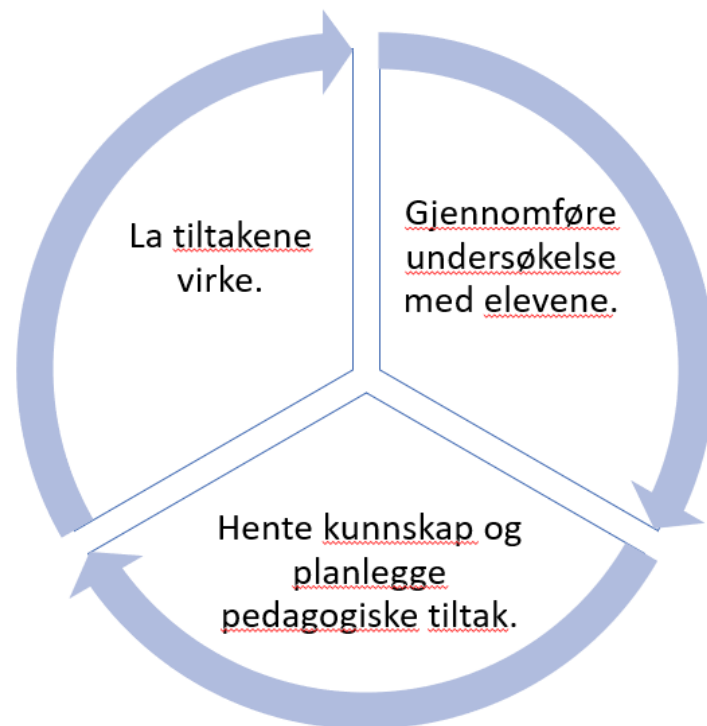 La tiltakene
virke.
Gjennomføre
undersøkelse
med elevene.
Hente kunnskap og
planlegge
pedagogiske tiltak.